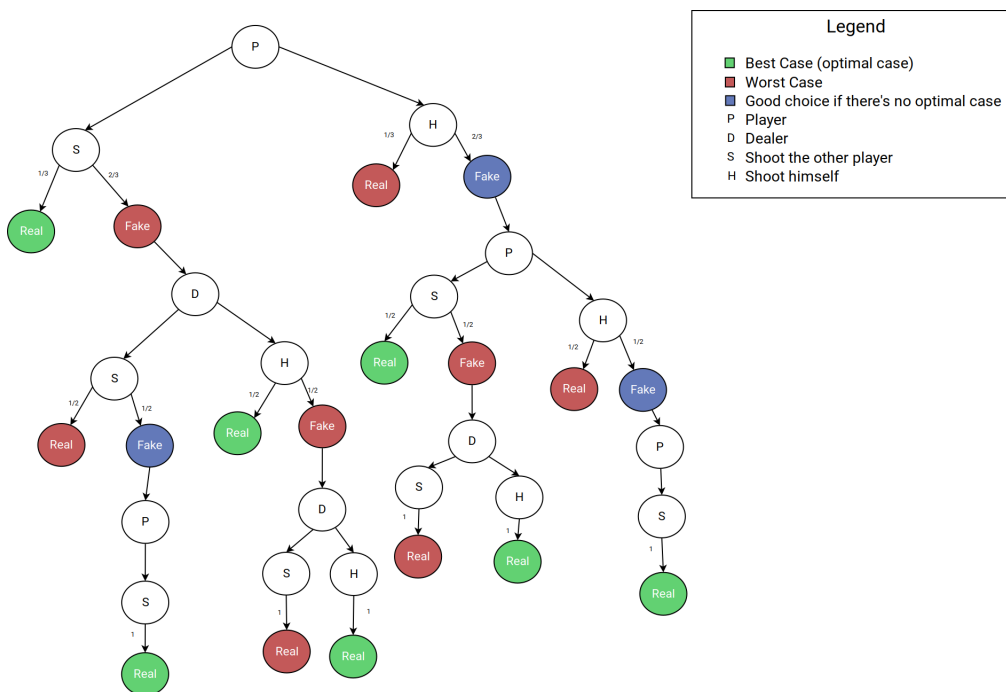 P
Legend
Best Case (optimal case)
Worst Case
Good choice if there's no optimal case
P Player
D Dealer
S Shoot the other player
H Shoot himself
H
S
1/3 2/3
1/3 2/3
Real Fake
Real Fake
P
D
S
H
1/2 1/2
1/2 1/2
Real Fake
Real Fake
S
H
1/2 1/2
1/2 1/2
Real Fake
Real Fake
D
P
S
H
1 1
Real Real
S
1
Real
P
D
S
H
1 1
Real Real
S
1
Real